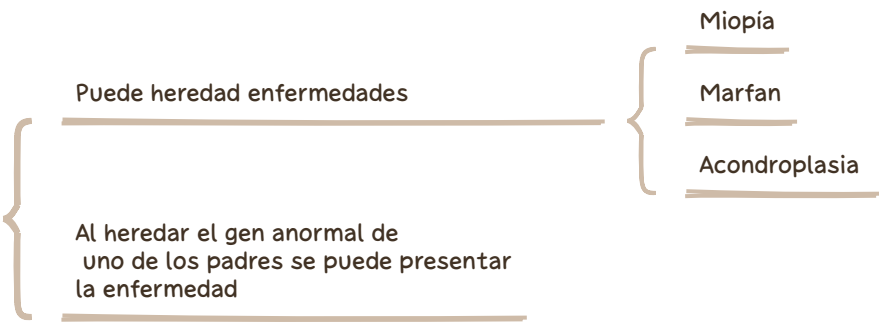 Puede heredad enfermedades
Miopía
Marfan
Acondroplasia
Al heredar el gen anormal de
uno de los padres se puede presentar
la enfermedad